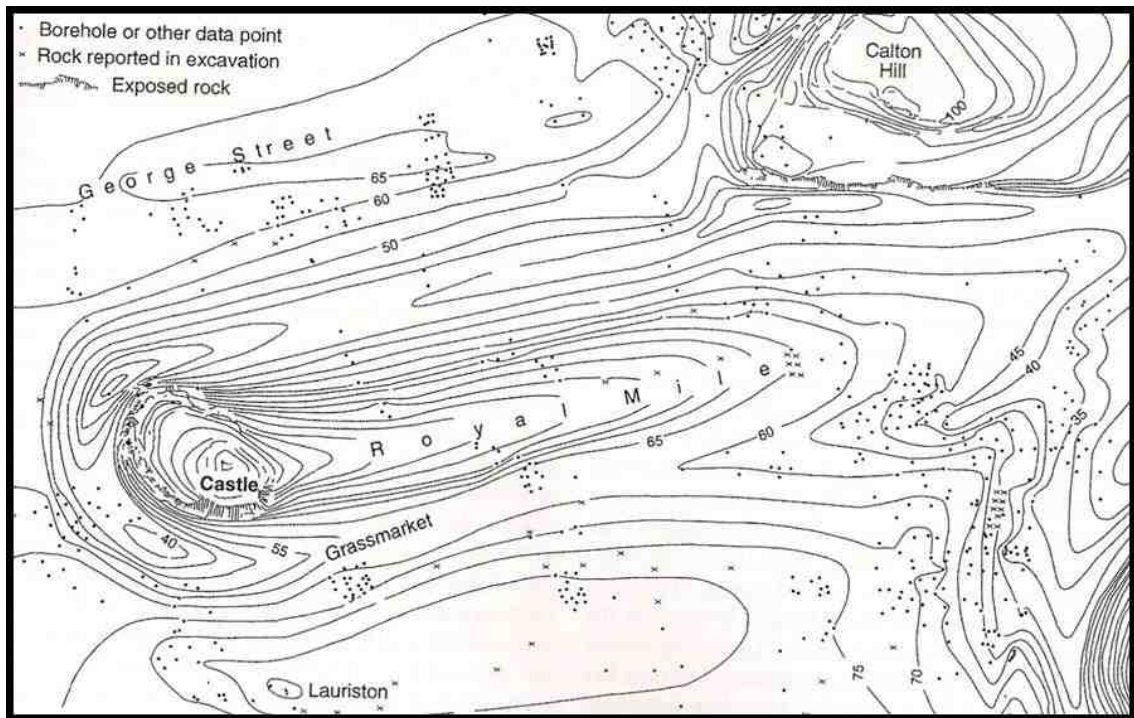 Borehole or other data point
Rock reported in excavation
Exposed rock
Calton
Hill
100
George Street
65
60
50
45
40
35
Royal Mile
65
60
Castle
Grassmarket
40
55
75
70
Lauriston